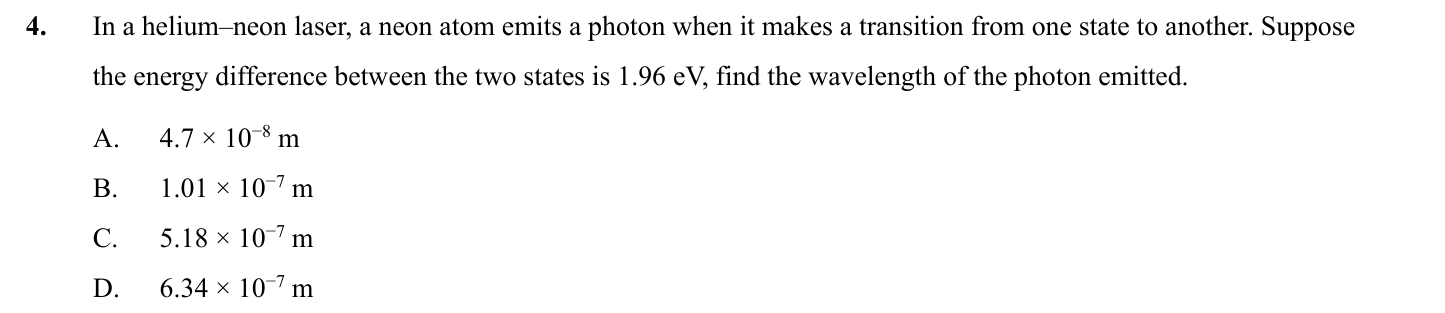 4. In a helium–neon laser, a neon atom emits a photon when it makes a transition from one state to another. Suppose
the energy difference between the two states is 1.96 eV, find the wavelength of the photon emitted.
A. 4.7 × 10⁻⁸ m
B. 1.01 × 10⁻⁷ m
C. 5.18 × 10⁻⁷ m
D. 6.34 × 10⁻⁷ m